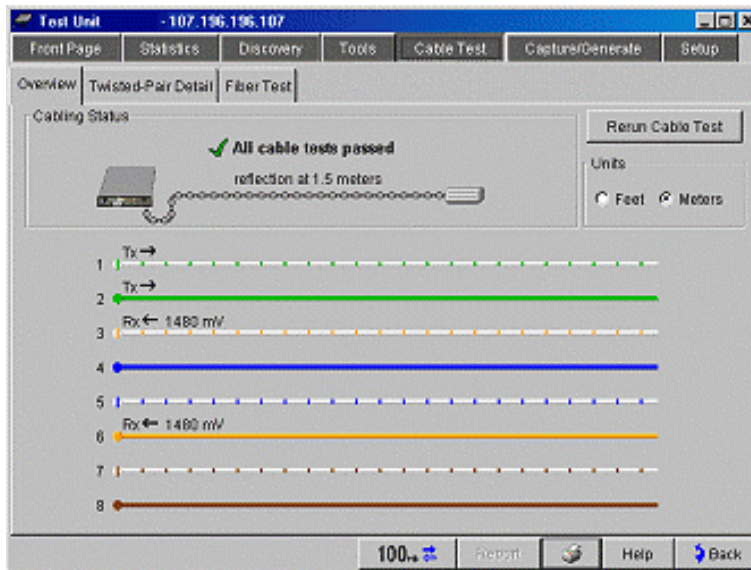 Test Unit - 107.196.196.107
Front Page Statistics Discovery Tools Cable Test Capture/Generate Setup
Overview Twisted-Pair Detail Fiber Test
Cabling Status
All cable tests passed
reflection at 1.5 meters
Rerun Cable Test
Units
Feet Meters
Tx →
1
Tx →
2
Rx ← 1480 mV
3
4
5
Rx ← 1480 mV
6
7
8
100 Report Help Back